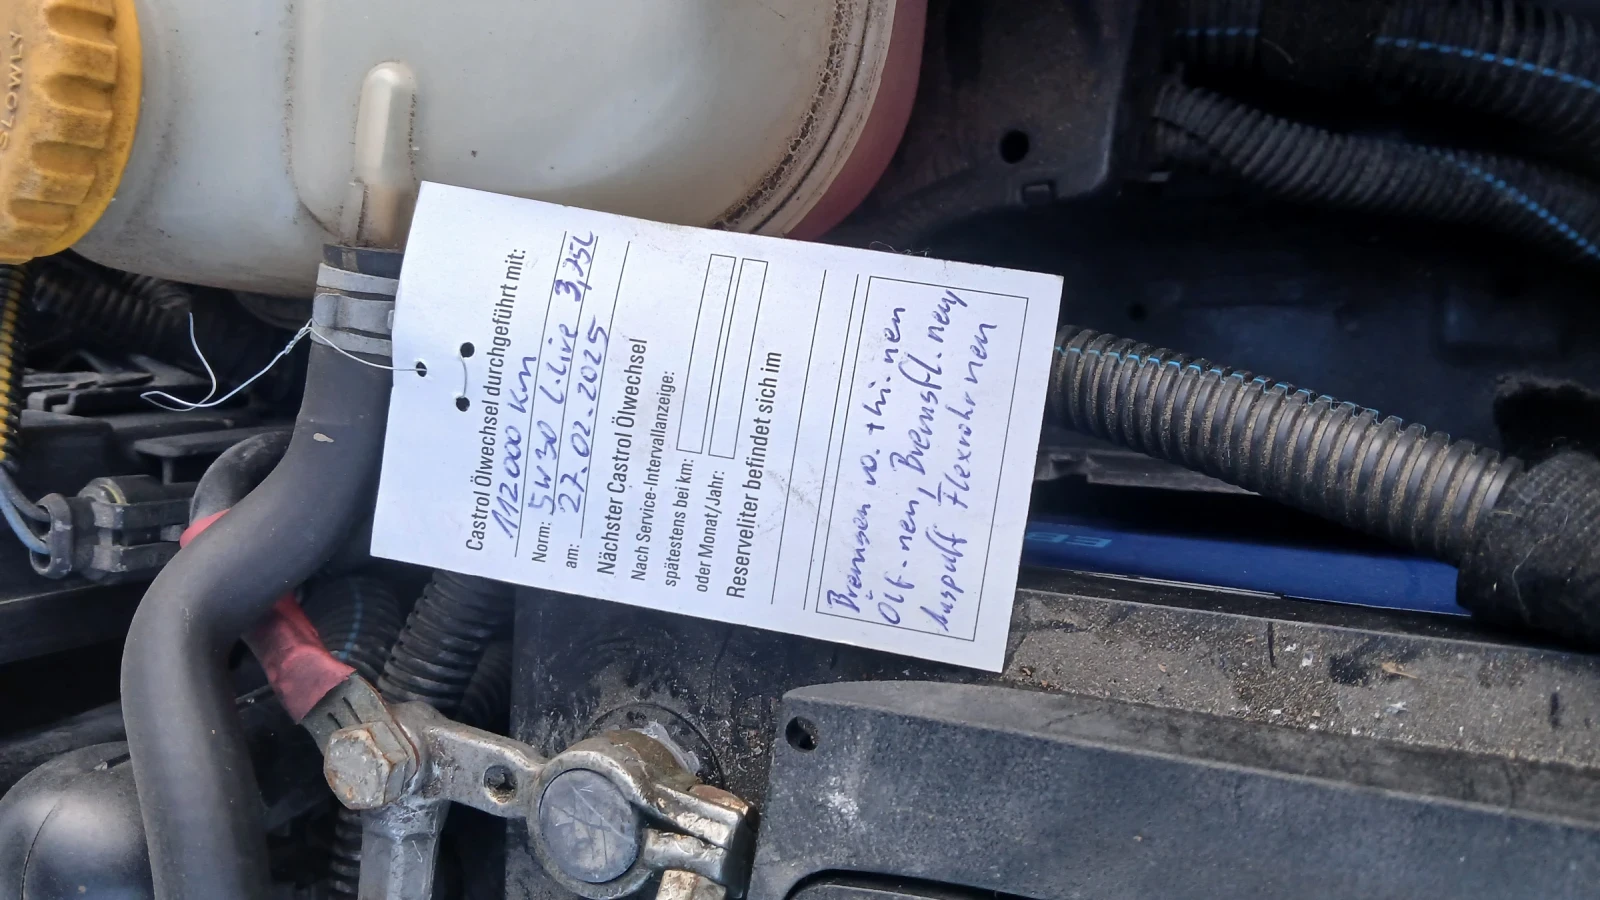 SLOWLY
Castrol Ölwechsel durchgeführt mit:
112000 Km
Norm: 5W30 L-Live 3,75L
am: 27.02.2025
Nächster Castrol Ölwechsel
Nach Service-Intervallanzeige:
spätestens bei km:
oder Monat/Jahr:
Reserveliter befindet sich im
Bremsen vo. + hi. neu
Ölf. neu, Bremsfl. neu
Auspuff Flexrohr neu